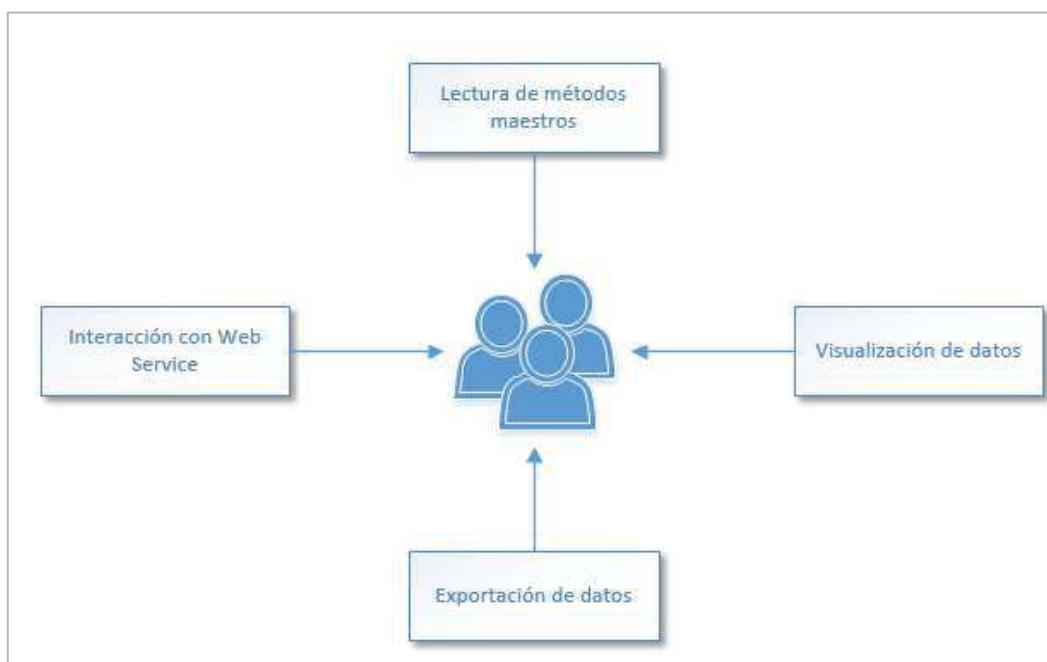 Lectura de métodos
maestros
Interacción con Web
Service
Visualización de datos
Exportación de datos